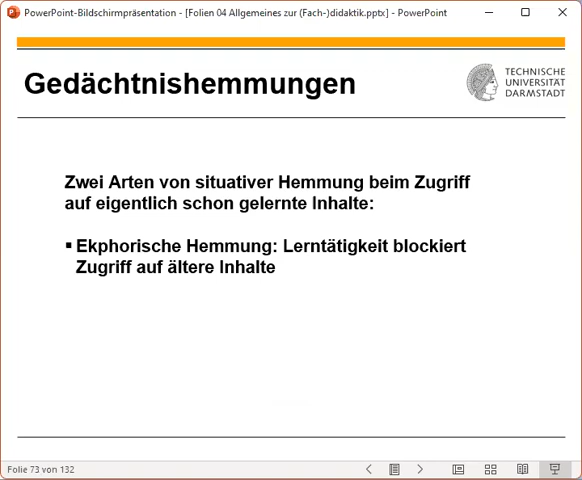 PowerPoint-Bildschirmpräsentation - [Folien 04 Allgemeines zur (Fach-)didaktik.pptx] - PowerPoint
Gedächtnishemmungen
TECHNISCHE
UNIVERSITÄT
DARMSTADT
Zwei Arten von situativer Hemmung beim Zugriff
auf eigentlich schon gelernte Inhalte:
▪ Ekphorische Hemmung: Lerntätigkeit blockiert
Zugriff auf ältere Inhalte
Folie 73 von 132